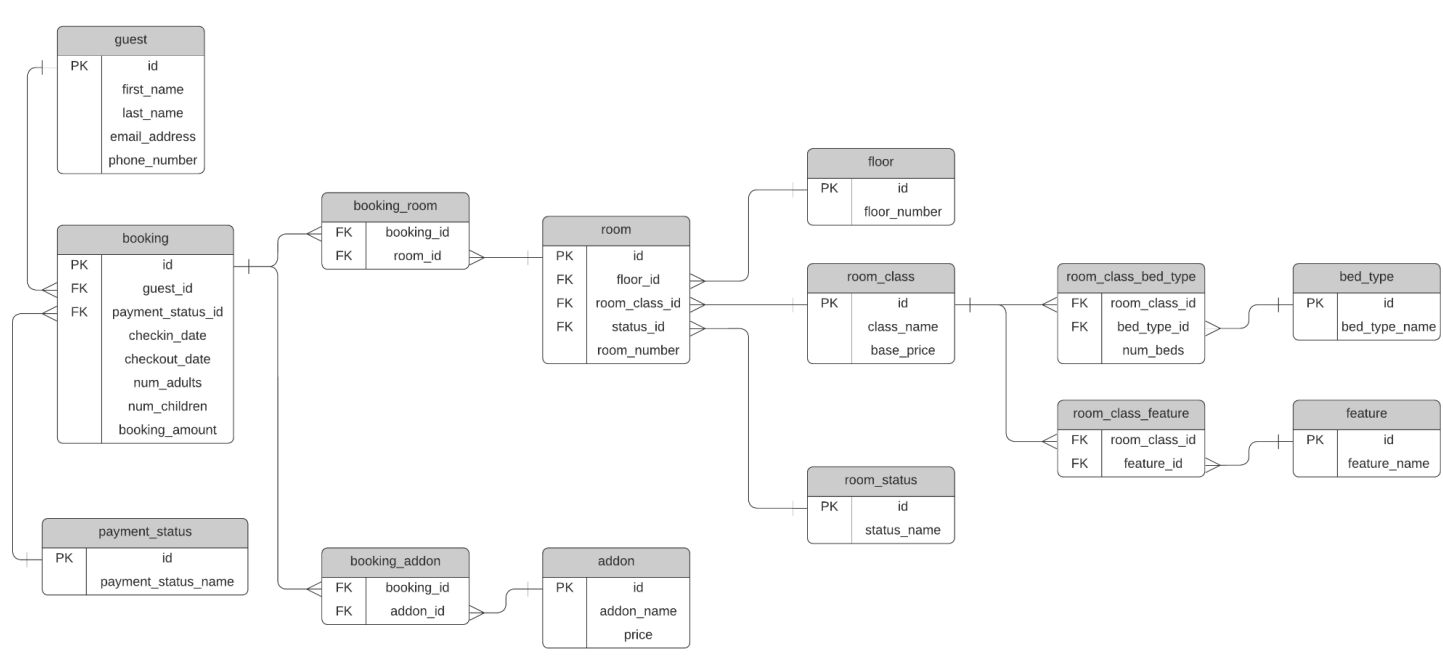 guest
PK id
first_name
last_name
email_address
phone_number
booking
PK id
FK guest_id
FK payment_status_id
checkin_date
checkout_date
num_adults
num_children
booking_amount
payment_status
PK id
payment_status_name
booking_room
FK booking_id
FK room_id
booking_addon
FK booking_id
FK addon_id
room
PK id
FK floor_id
FK room_class_id
FK status_id
room_number
addon
PK id
addon_name
price
floor
PK id
floor_number
room_class
PK id
class_name
base_price
room_status
PK id
status_name
room_class_bed_type
FK room_class_id
FK bed_type_id
num_beds
room_class_feature
FK room_class_id
FK feature_id
bed_type
PK id
bed_type_name
feature
PK id
feature_name